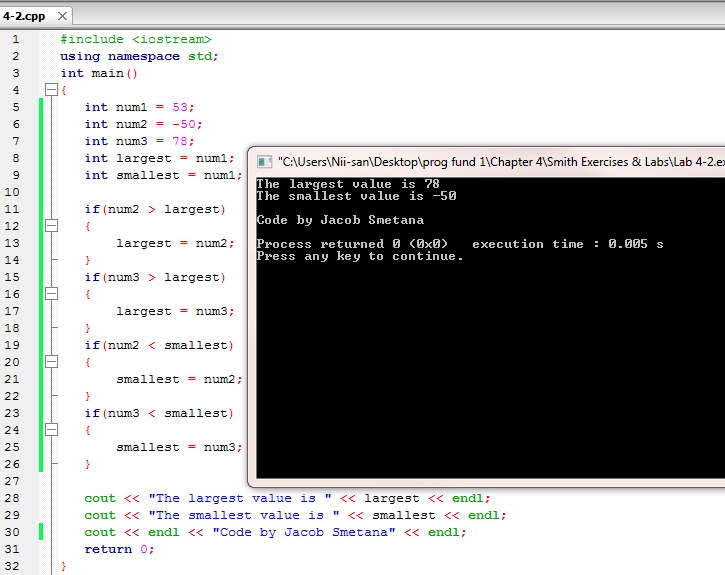 4-2.cpp
1 #include <iostream>
2 using namespace std;
3 int main()
4 {
5 int num1 = 53;
6 int num2 = -50;
7 int num3 = 78;
8 int largest = num1;
9 int smallest = num1;
10
11 if(num2 > largest)
12 {
13 largest = num2;
14 }
15 if(num3 > largest)
16 {
17 largest = num3;
18 }
19 if(num2 < smallest)
20 {
21 smallest = num2;
22 }
23 if(num3 < smallest)
24 {
25 smallest = num3;
26 }
27
28 cout << "The largest value is " << largest << endl;
29 cout << "The smallest value is " << smallest << endl;
30 cout << endl << "Code by Jacob Smetana" << endl;
31 return 0;
32 }
"C:\Users\Nii-san\Desktop\prog fund 1\Chapter 4\Smith Exercises & Labs\Lab 4-2.ex
The largest value is 78
The smallest value is -50
Code by Jacob Smetana
Process returned 0 (0x0) execution time : 0.005 s
Press any key to continue.